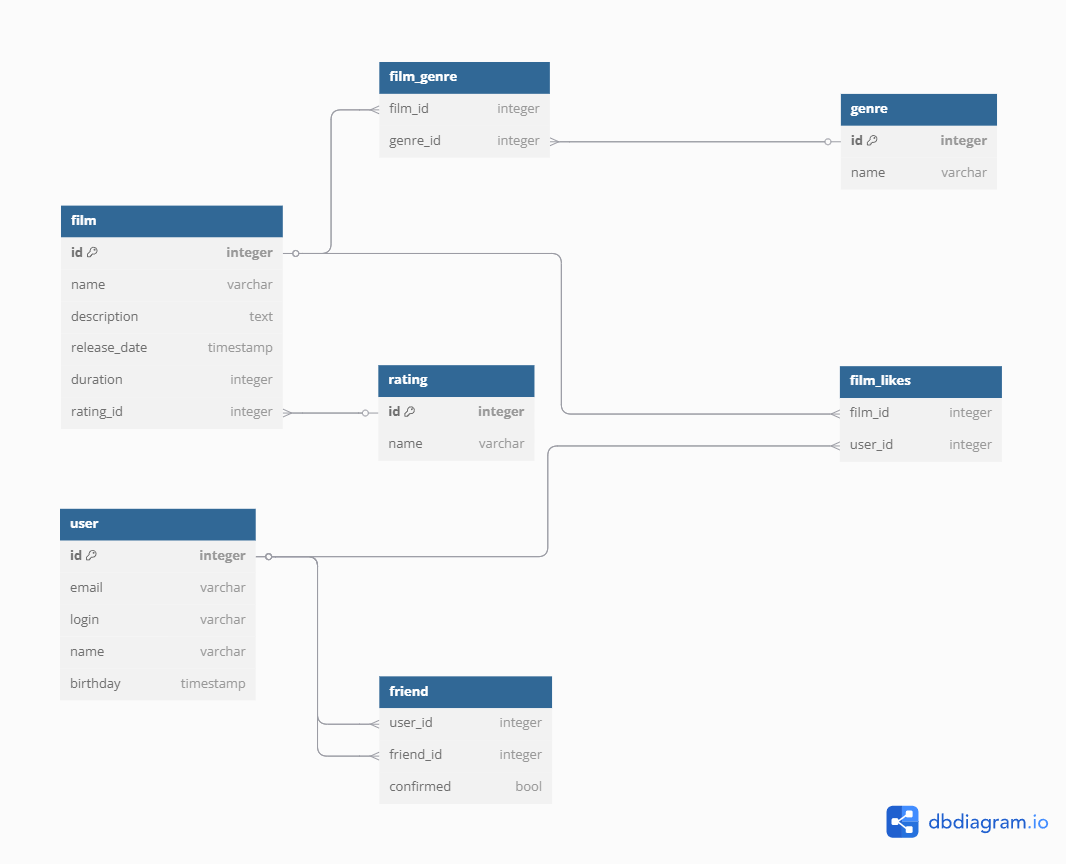 film_genre
film_id integer
genre_id integer
genre
id integer
name varchar
film
id integer
name varchar
description text
release_date timestamp
duration integer
rating_id integer
rating
id integer
name varchar
film_likes
film_id integer
user_id integer
user
id integer
email varchar
login varchar
name varchar
birthday timestamp
friend
user_id integer
friend_id integer
confirmed bool
dbdiagram.io